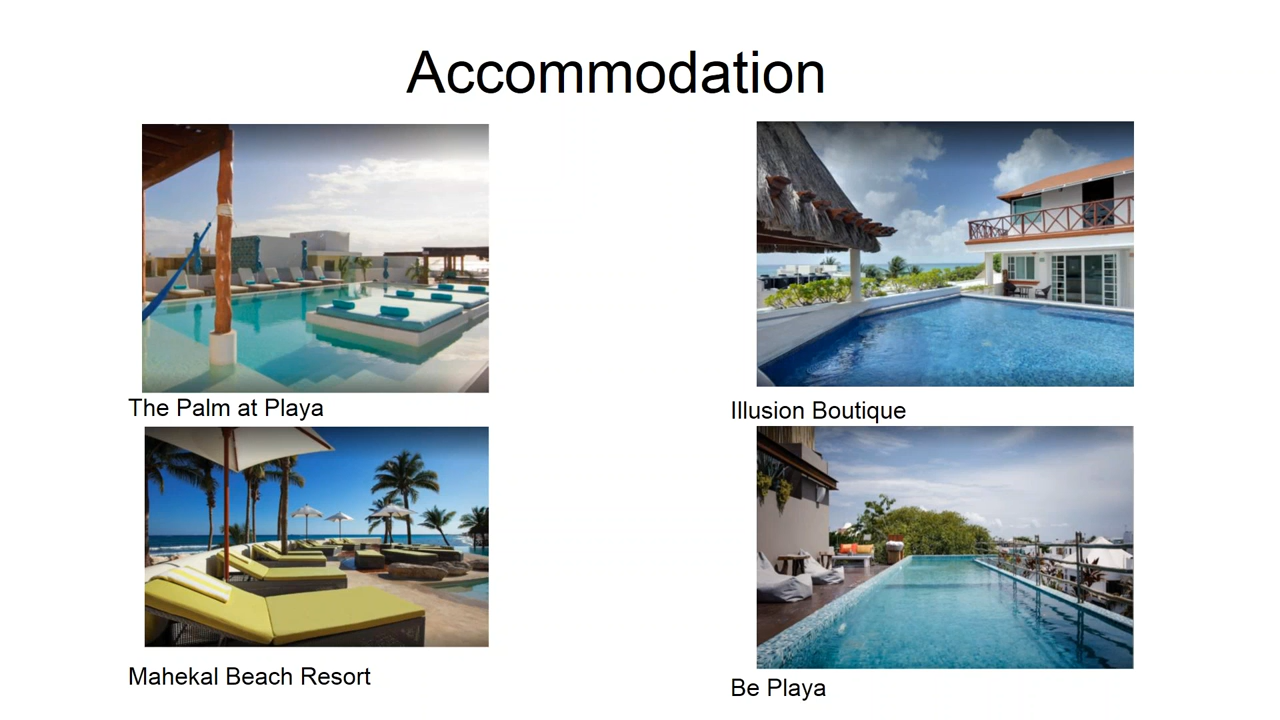 Accommodation
The Palm at Playa
Illusion Boutique
Mahekal Beach Resort
Be Playa